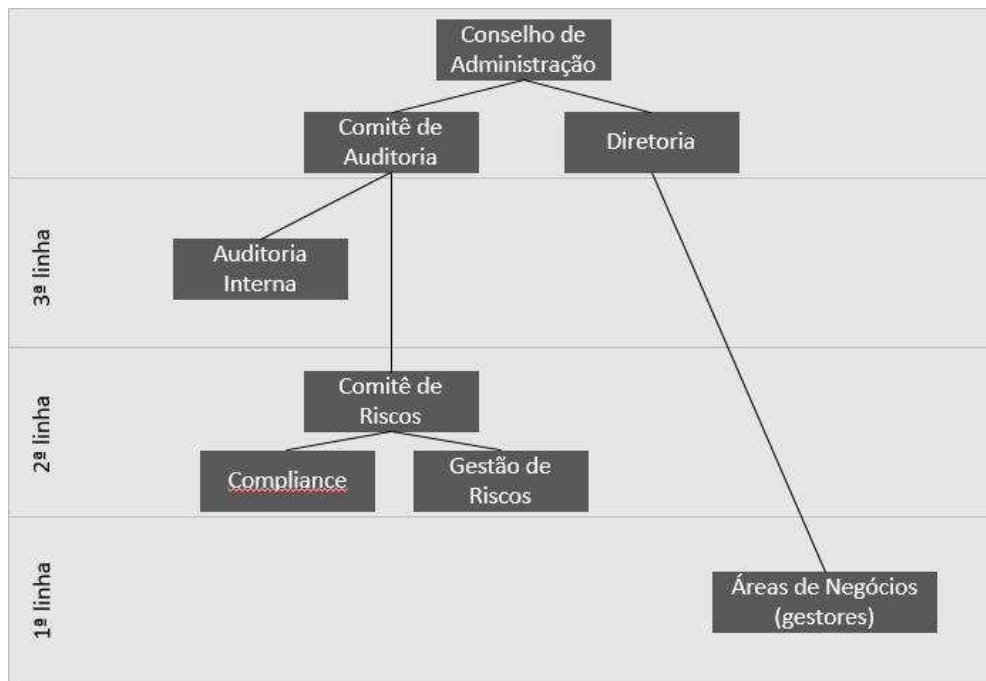 Conselho de
Administração
Comitê de
Auditoria
Diretoria
3ª linha
Auditoria
Interna
2ª linha
Comitê de
Riscos
Compliance
Gestão de
Riscos
1ª linha
Áreas de Negócios
(gestores)